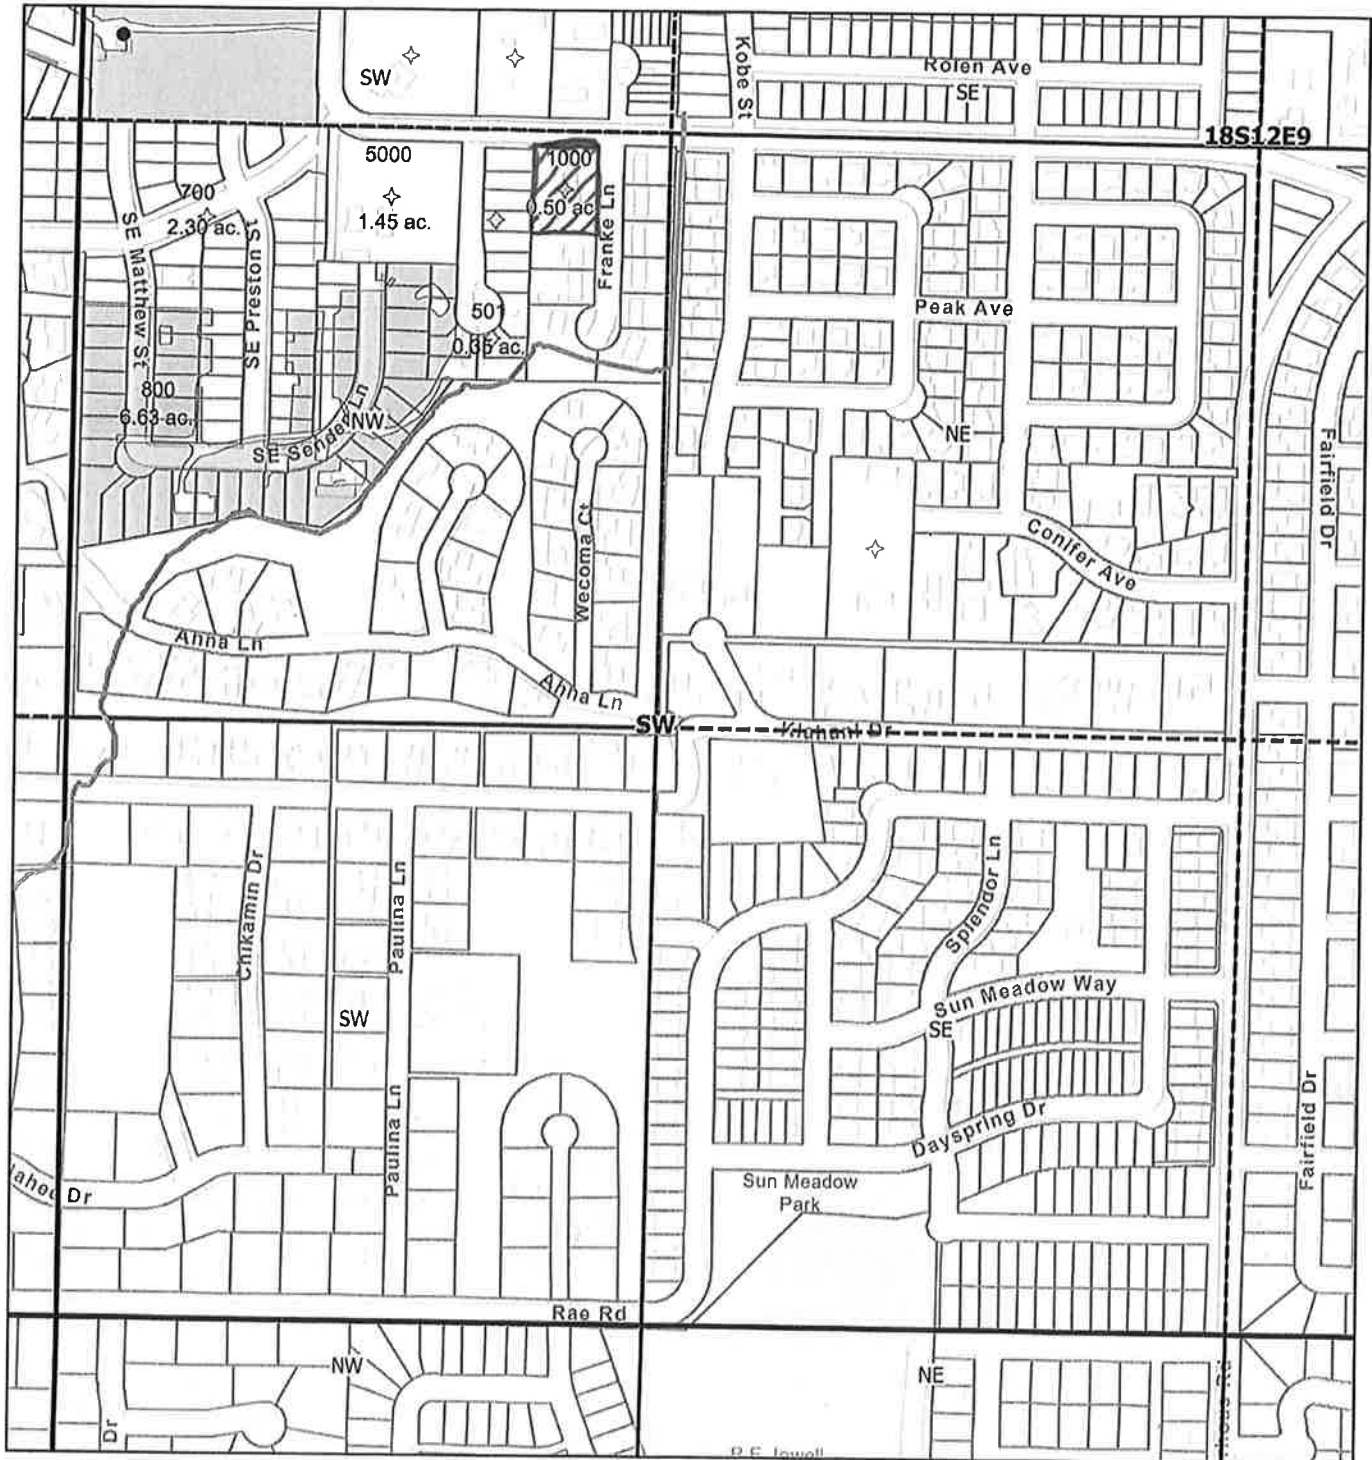 Kobe St
Rolen Ave
SW
SE
18S12E9
5000
1000
700
1.45 ac.
0.50 ac
2.30 ac.
Franke Ln
SE Matthew St
SE Preston St
501
0.35 ac.
Peak Ave
800
6.63 ac.
NW
SE Sendero Ln
NE
Fairfield Dr
Wecoma Ct
Conifer Ave
Anna Ln
Anna Ln
SW
Chikamin Dr
Paulina Ln
Splendor Ln
Sun Meadow Way
SW
SE
Paulina Ln
Dayspring Dr
Fairfield Dr
Dr
Sun Meadow
Park
Rae Rd
NW
NE
Dr